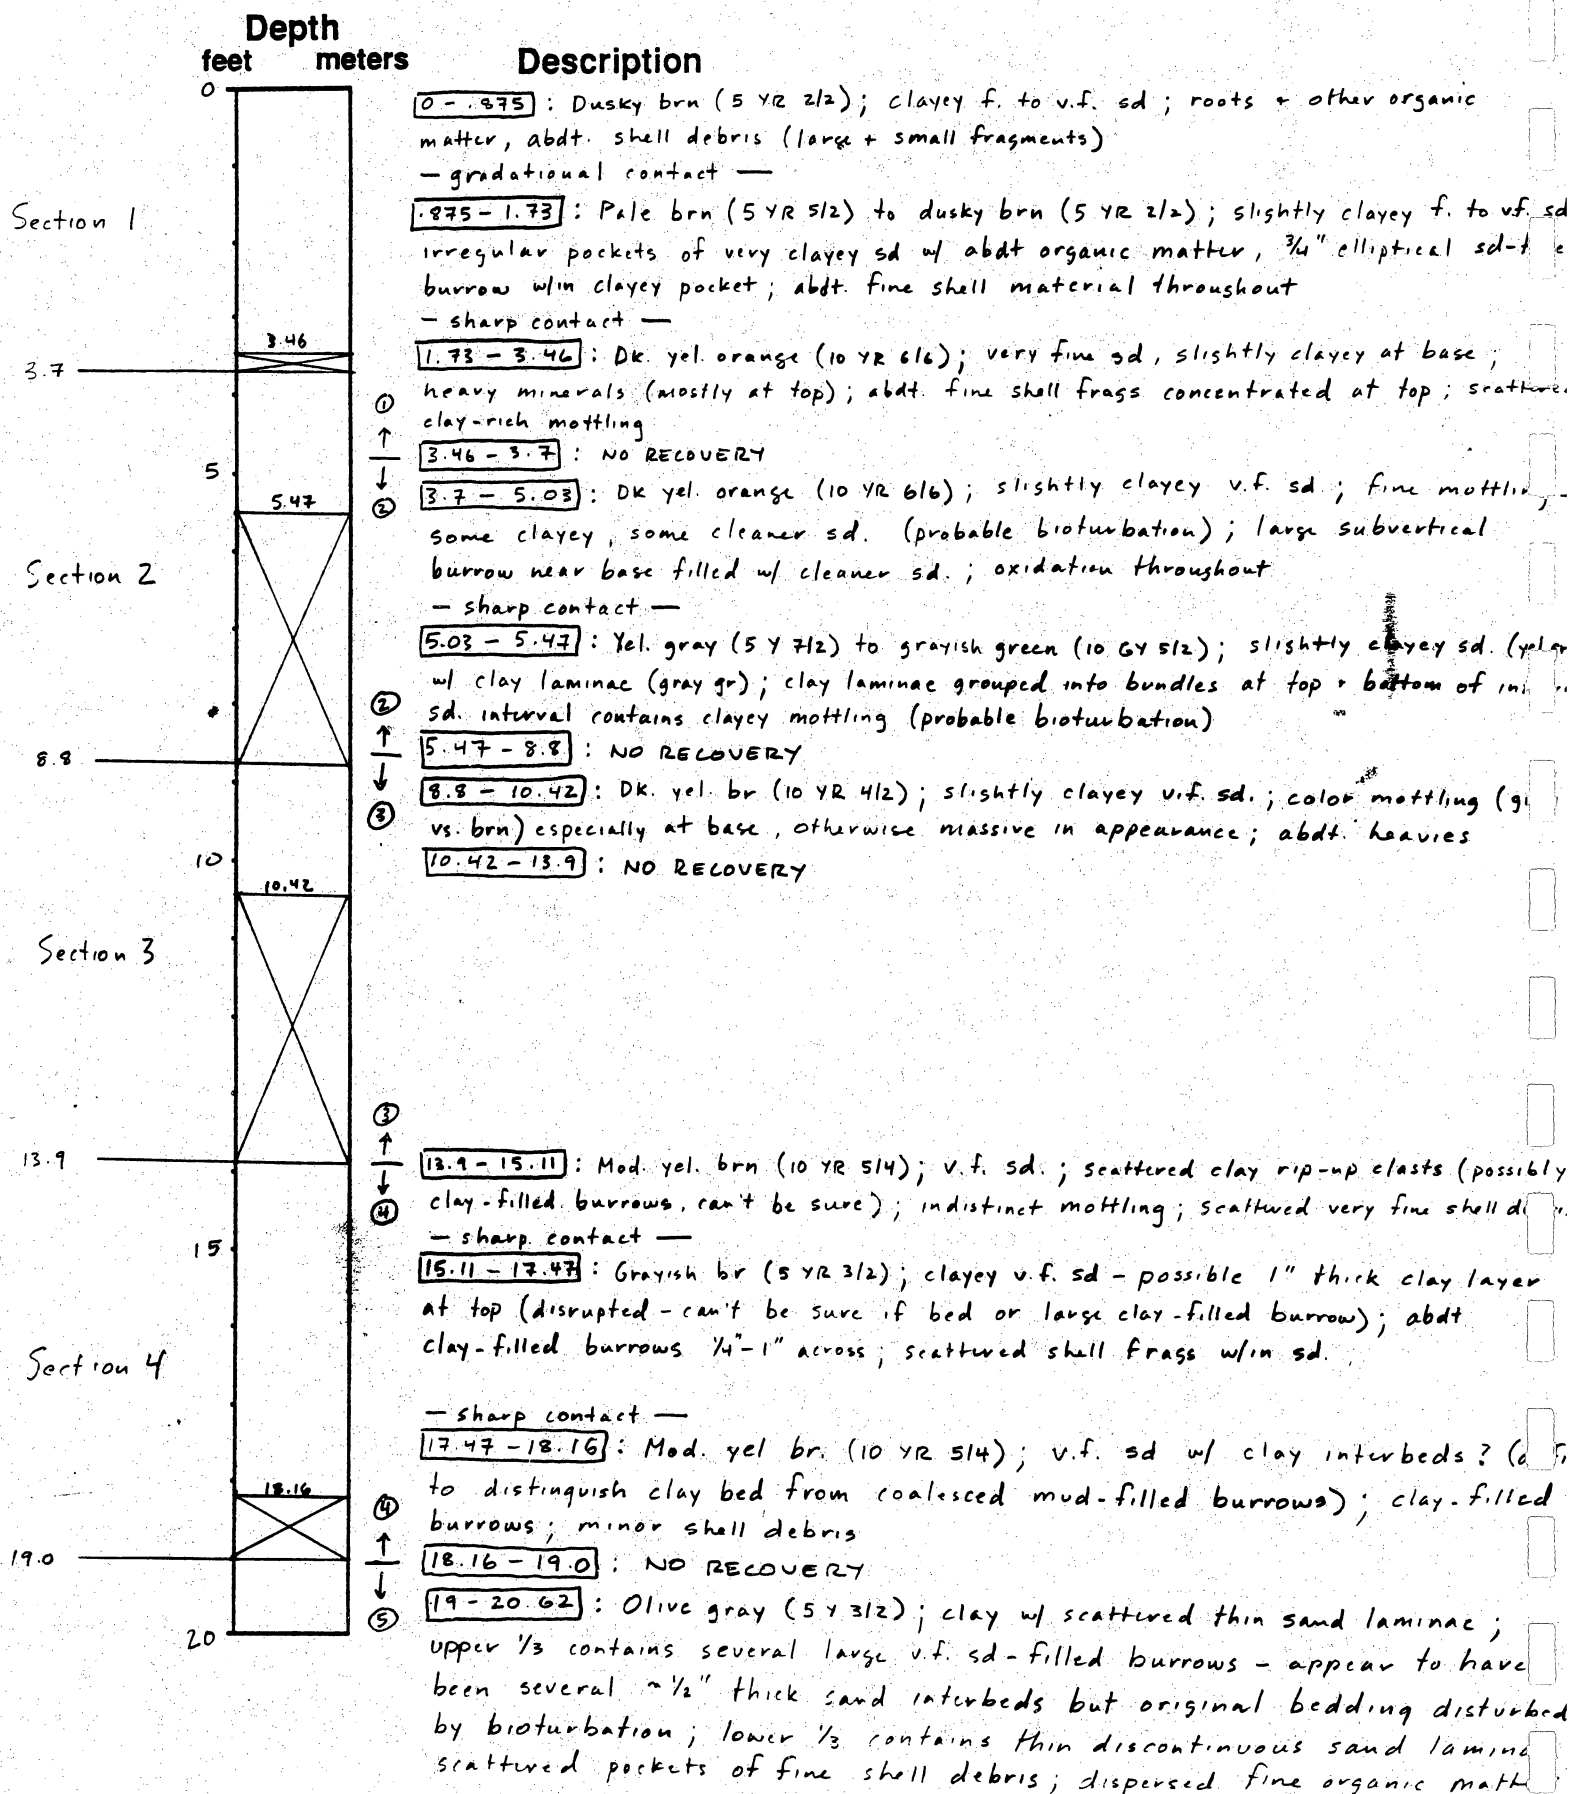 Depth
feet meters
Description
0
0 - .875 : Dusky brn (5 YR 2/2); clayey f. to v.f. sd ; roots + other organic
matter, abdt. shell debris (large + small fragments)
— gradational contact —
Section 1
.875 - 1.73 : Pale brn (5 YR 5/2) to dusky brn (5 YR 2/2); slightly clayey f. to vf. sd
irregular pockets of very clayey sd w/ abdt organic matter, 3/4" elliptical
burrow w/in clayey pocket; abdt. fine shell material throughout
— sharp contact —
3.46
1.73 - 3.46 : Dk. yel. orange (10 YR 6/6); very fine sd, slightly clayey at base ;
3.7
heavy minerals (mostly at top); abdt. fine shell frags concentrated at top ;
①
clay-rich mottling
↑
3.46 - 3.7 : NO RECOVERY
5
↓
②
5.47
3.7 - 5.03 : Dk yel. orange (10 YR 6/6); slightly clayey v.f. sd ; fine
some clayey, some cleaner sd. (probable bioturbation); large subvertical
Section 2
burrow near base filled w/ cleaner sd. ; oxidation throughout
— sharp contact —
5.03 - 5.47 : Yel. gray (5 Y 7/2) to grayish green (10 GY 5/2); slightly clayey sd.
w/ clay laminae (gray gr); clay laminae grouped into bundles at top + bottom of
②
sd. interval contains clayey mottling (probable bioturbation)
↑
8.8
5.47 - 8.8 : NO RECOVERY
↓
③
8.8 - 10.42 : Dk. yel. br (10 YR 4/2); slightly clayey v.f. sd. ; color mottling
vs. brn) especially at base, otherwise massive in appearance; abdt. heavies
10
10.42 - 13.9 : NO RECOVERY
10.42
Section 3
③
↑
13.9
↓
④
13.9 - 15.11 : Mod. yel. brn (10 YR 5/4); v.f. sd. ; scattered clay rip-up clasts (possibly
clay-filled burrows, can't be sure); indistinct mottling; scattered very fine shell
— sharp contact —
15
15.11 - 17.47 : Grayish br (5 YR 3/2); clayey v.f. sd - possible 1" thick clay layer
at top (disrupted - can't be sure if bed or large clay-filled burrow); abdt
clay-filled burrows 1/4"-1" across; scattered shell frags w/in sd.
Section 4
— sharp contact —
17.47 - 18.16 : Mod. yel br. (10 YR 5/4); v.f. sd w/ clay interbeds?
18.16
to distinguish clay bed from coalesced mud-filled burrows); clay-filled
④
burrows; minor shell debris
↑
19.0
18.16 - 19.0 : NO RECOVERY
↓
⑤
19 - 20.62 : Olive gray (5 Y 3/2); clay w/ scattered thin sand laminae ;
20
upper 1/3 contains several large v.f. sd-filled burrows - appear to have
been several ~1/2" thick sand interbeds but original bedding disturbed
by bioturbation; lower 1/3 contains thin discontinuous sand
scattered pockets of fine shell debris; dispersed fine organic